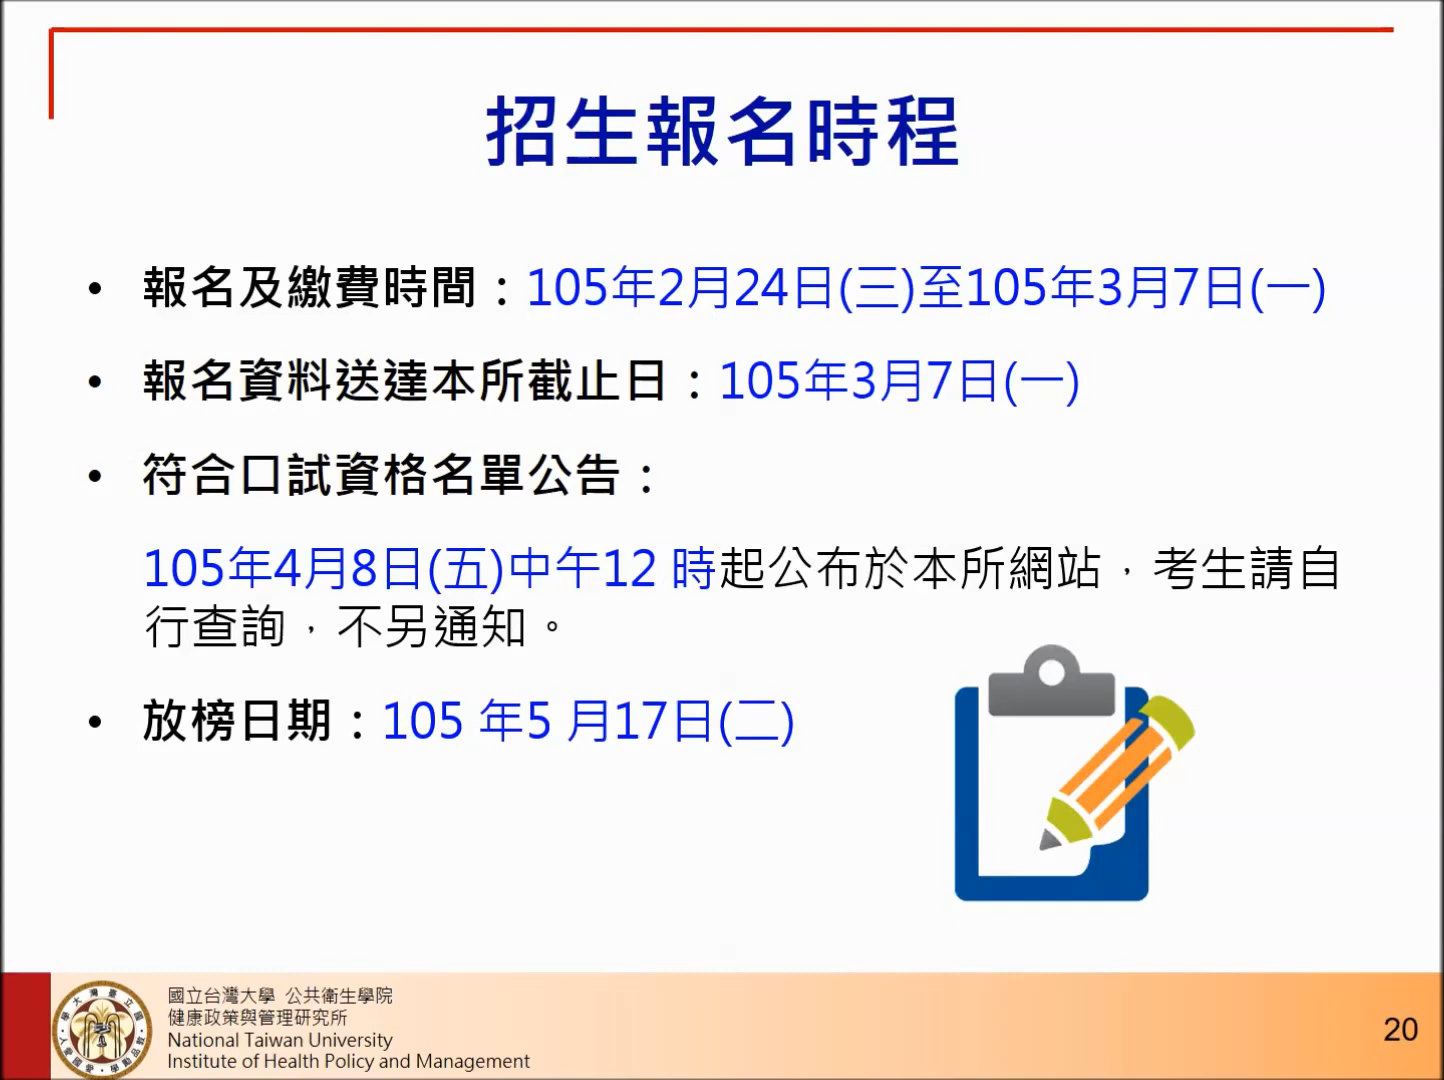 招生報名時程
• 報名及繳費時間：105年2月24日(三)至105年3月7日(一)
• 報名資料送達本所截止日：105年3月7日(一)
• 符合口試資格名單公告：
105年4月8日(五)中午12 時起公布於本所網站，考生請自
行查詢，不另通知。
• 放榜日期：105 年5 月17日(二)
國立台灣大學 公共衛生學院
健康政策與管理研究所
National Taiwan University
Institute of Health Policy and Management
20